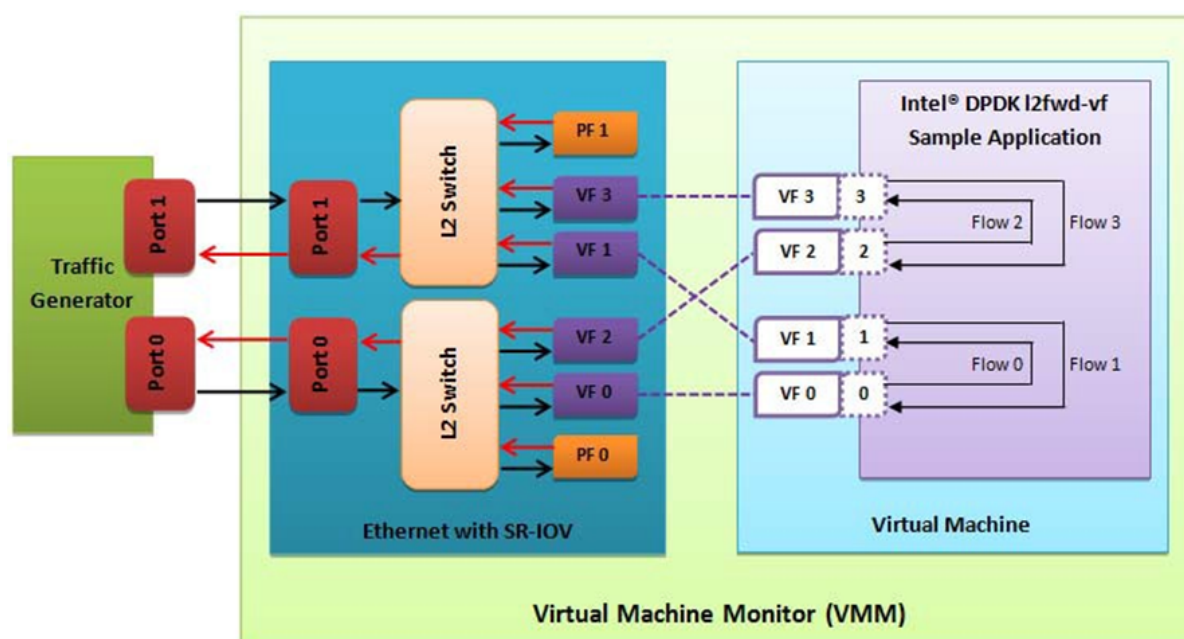 Intel® DPDK l2fwd-vf
Sample Application
PF 1
L2 Switch
Port 1
Port 1
VF 3
VF 3
3
Flow 2
Flow 3
VF 1
VF 2
2
Traffic
Generator
Port 0
Port 0
L2 Switch
VF 2
VF 1
1
Flow 0
Flow 1
VF 0
VF 0
0
PF 0
Ethernet with SR-IOV
Virtual Machine
Virtual Machine Monitor (VMM)